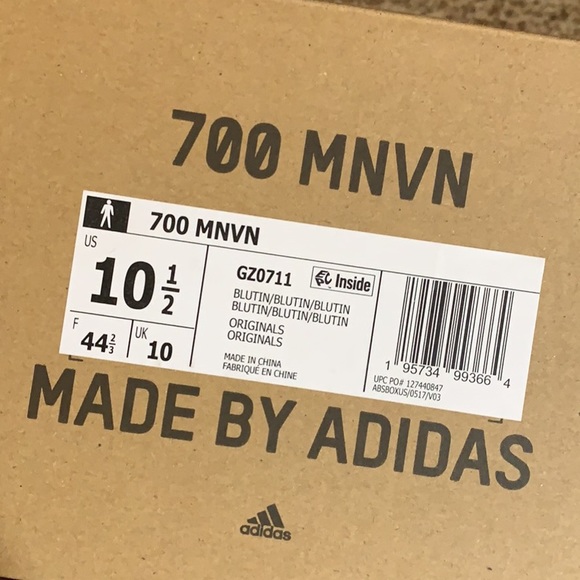 700 MNVN
700 MNVN
US
10 1/2
F
44 2/3
UK
10
GZ0711
Inside
BLUTIN/BLUTIN/BLUTIN
BLUTIN/BLUTIN/BLUTIN
ORIGINALS
ORIGINALS
MADE IN CHINA
FABRIQUÉ EN CHINE
1 95734 99366 4
UPC PO# 127440847
ABSBOXUS/0517/V03
MADE BY ADIDAS
adidas